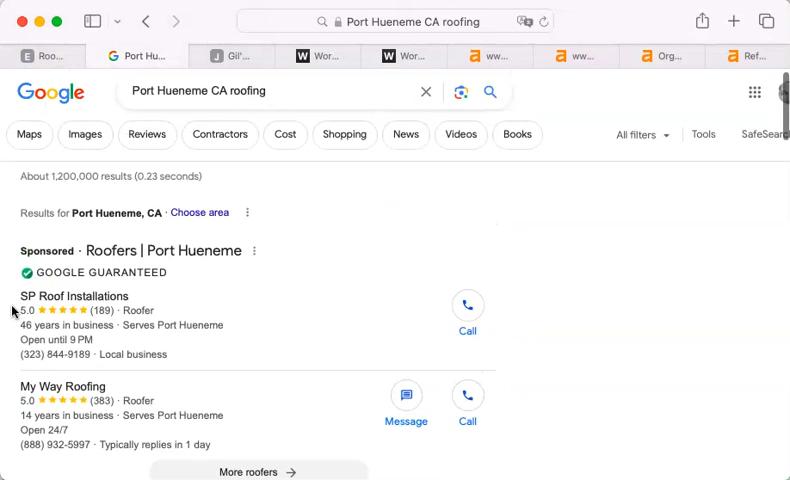 Port Hueneme CA roofing
Roo...
Port Hu...
Gil'...
Wor...
Wor...
ww...
ww...
Org...
Ref...
Google
Port Hueneme CA roofing
Maps
Images
Reviews
Contractors
Cost
Shopping
News
Videos
Books
All filters
Tools
SafeSearc
About 1,200,000 results (0.23 seconds)
Results for Port Hueneme, CA · Choose area
Sponsored · Roofers | Port Hueneme
GOOGLE GUARANTEED
SP Roof Installations
5.0 (189) · Roofer
46 years in business · Serves Port Hueneme
Open until 9 PM
(323) 844-9189 · Local business
Call
My Way Roofing
5.0 (383) · Roofer
14 years in business · Serves Port Hueneme
Open 24/7
(888) 932-5997 · Typically replies in 1 day
Message
Call
More roofers